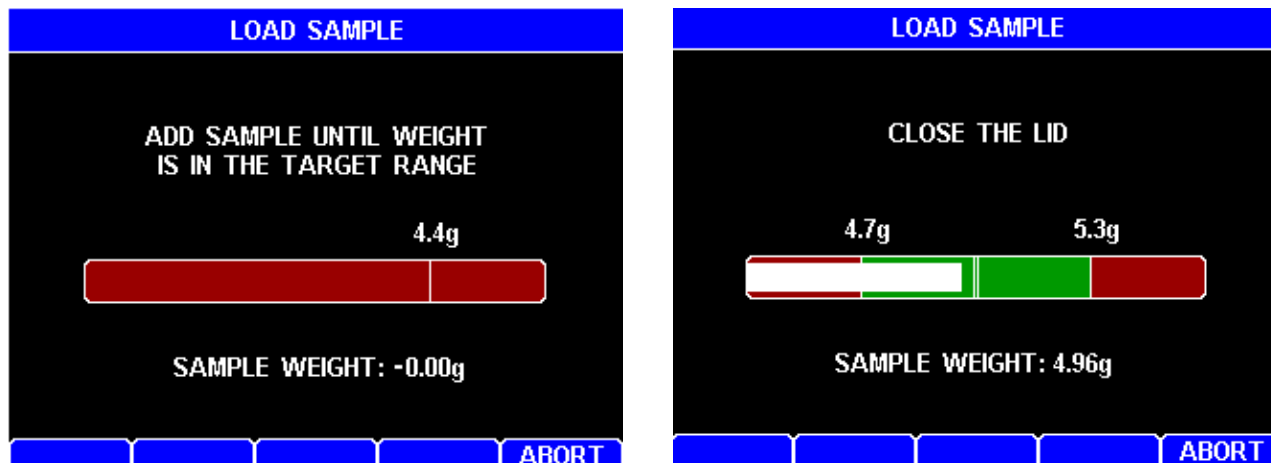 LOAD SAMPLE
ADD SAMPLE UNTIL WEIGHT
IS IN THE TARGET RANGE
4.4g
SAMPLE WEIGHT: -0.00g
ABORT
LOAD SAMPLE
CLOSE THE LID
4.7g 5.3g
SAMPLE WEIGHT: 4.96g
ABORT